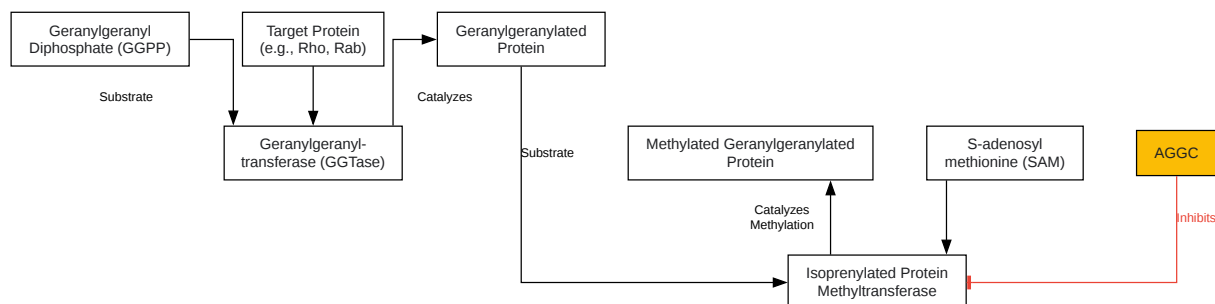 Geranylgeranyl
Diphosphate (GGPP)
Target Protein
(e.g., Rho, Rab)
Geranylgeranylated
Protein
Substrate
Catalyzes
Geranylgeranyl-
transferase (GGTase)
Substrate
Methylated Geranylgeranylated
Protein
S-adenosyl
methionine (SAM)
AGGC
Catalyzes
Methylation
Inhibits
Isoprenylated Protein
Methyltransferase